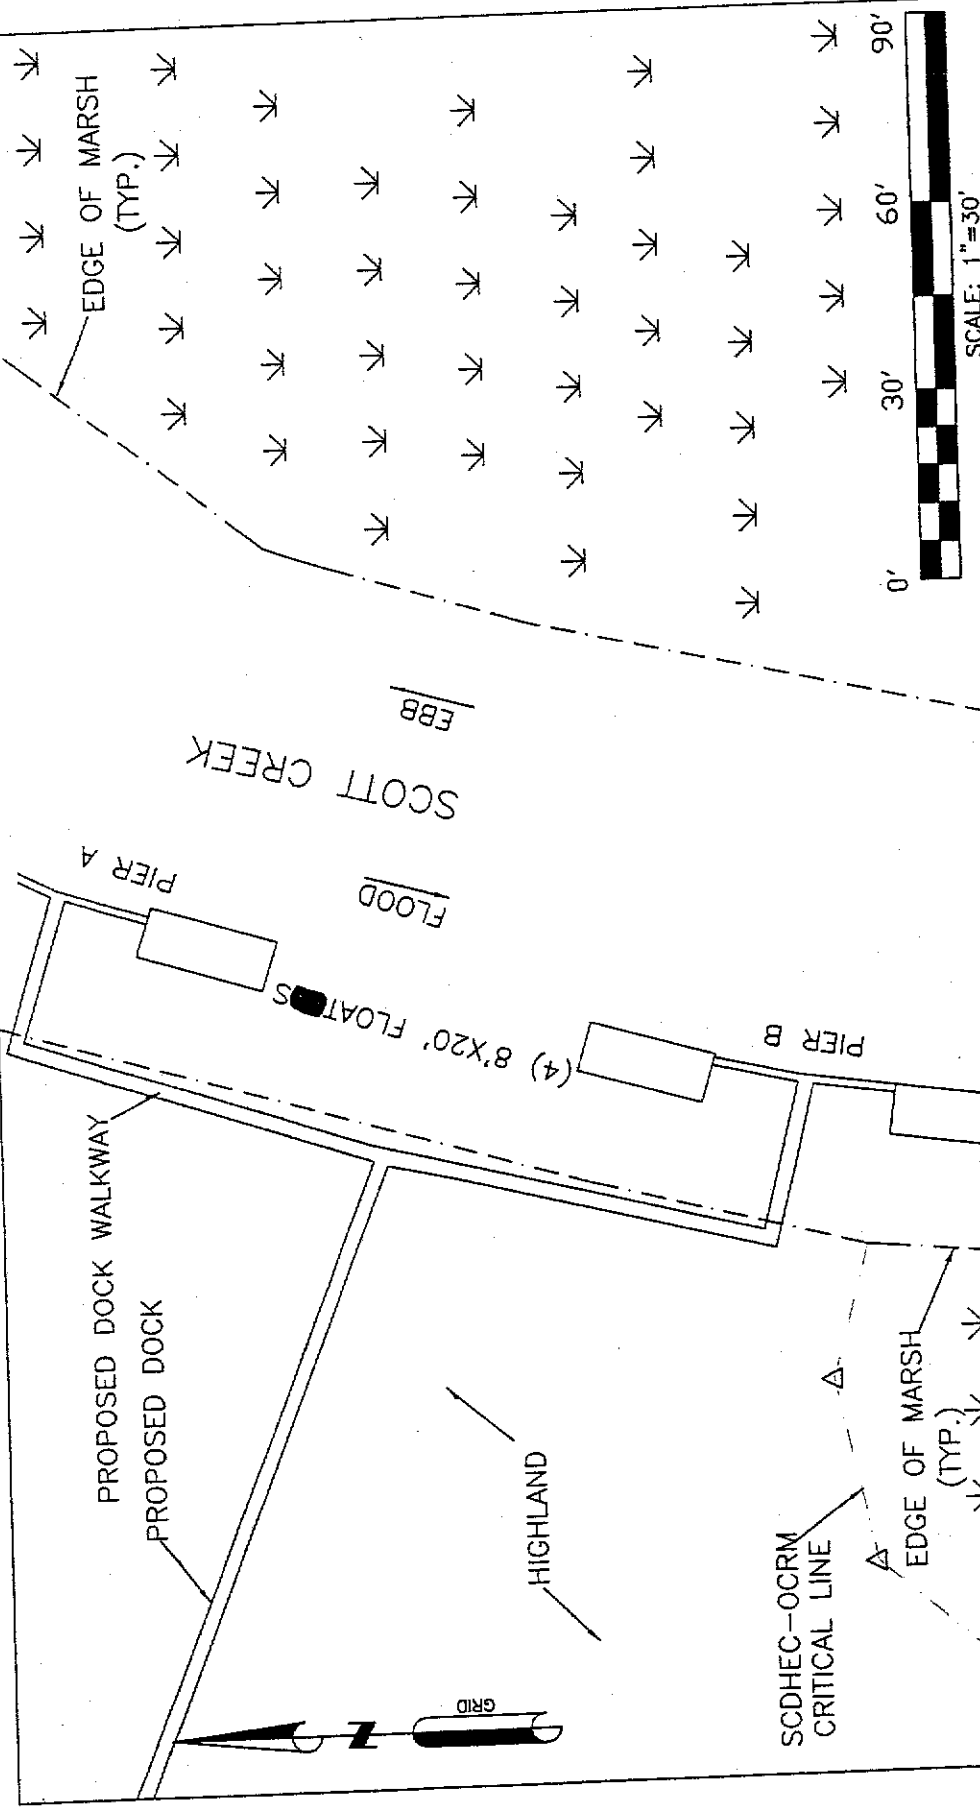 EDGE OF MARSH
(TYP.)
90'
60'
30'
0'
SCALE: 1"=30'
EBB
SCOTT CREEK
FLOOD
PIER A
(4) 8'X20' FLOATS
PIER B
PROPOSED DOCK WALKWAY
PROPOSED DOCK
HIGHLAND
SCDHEC-OCRM
CRITICAL LINE
EDGE OF MARSH
(TYP.)
N
GRID